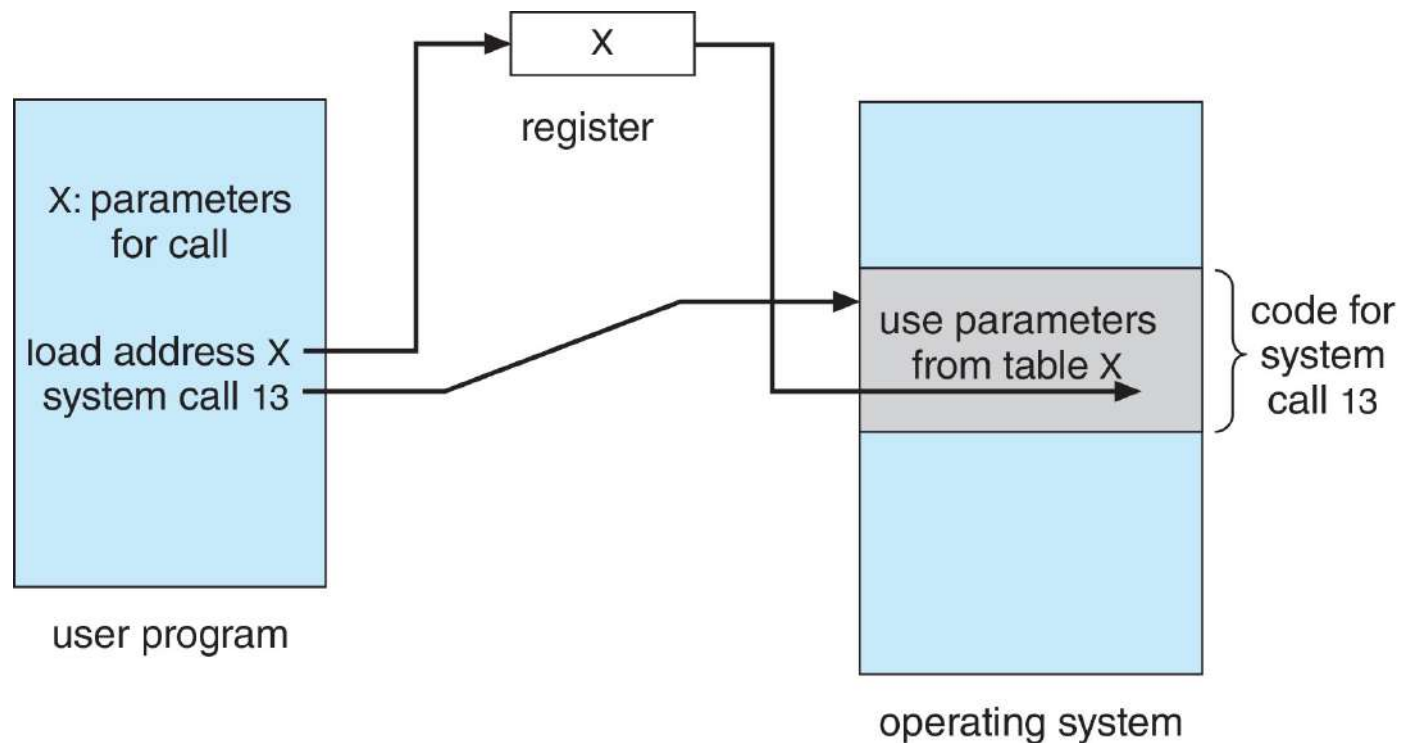 X
register
X: parameters
for call
load address X
system call 13
user program
use parameters
from table X
code for
system
call 13
operating system